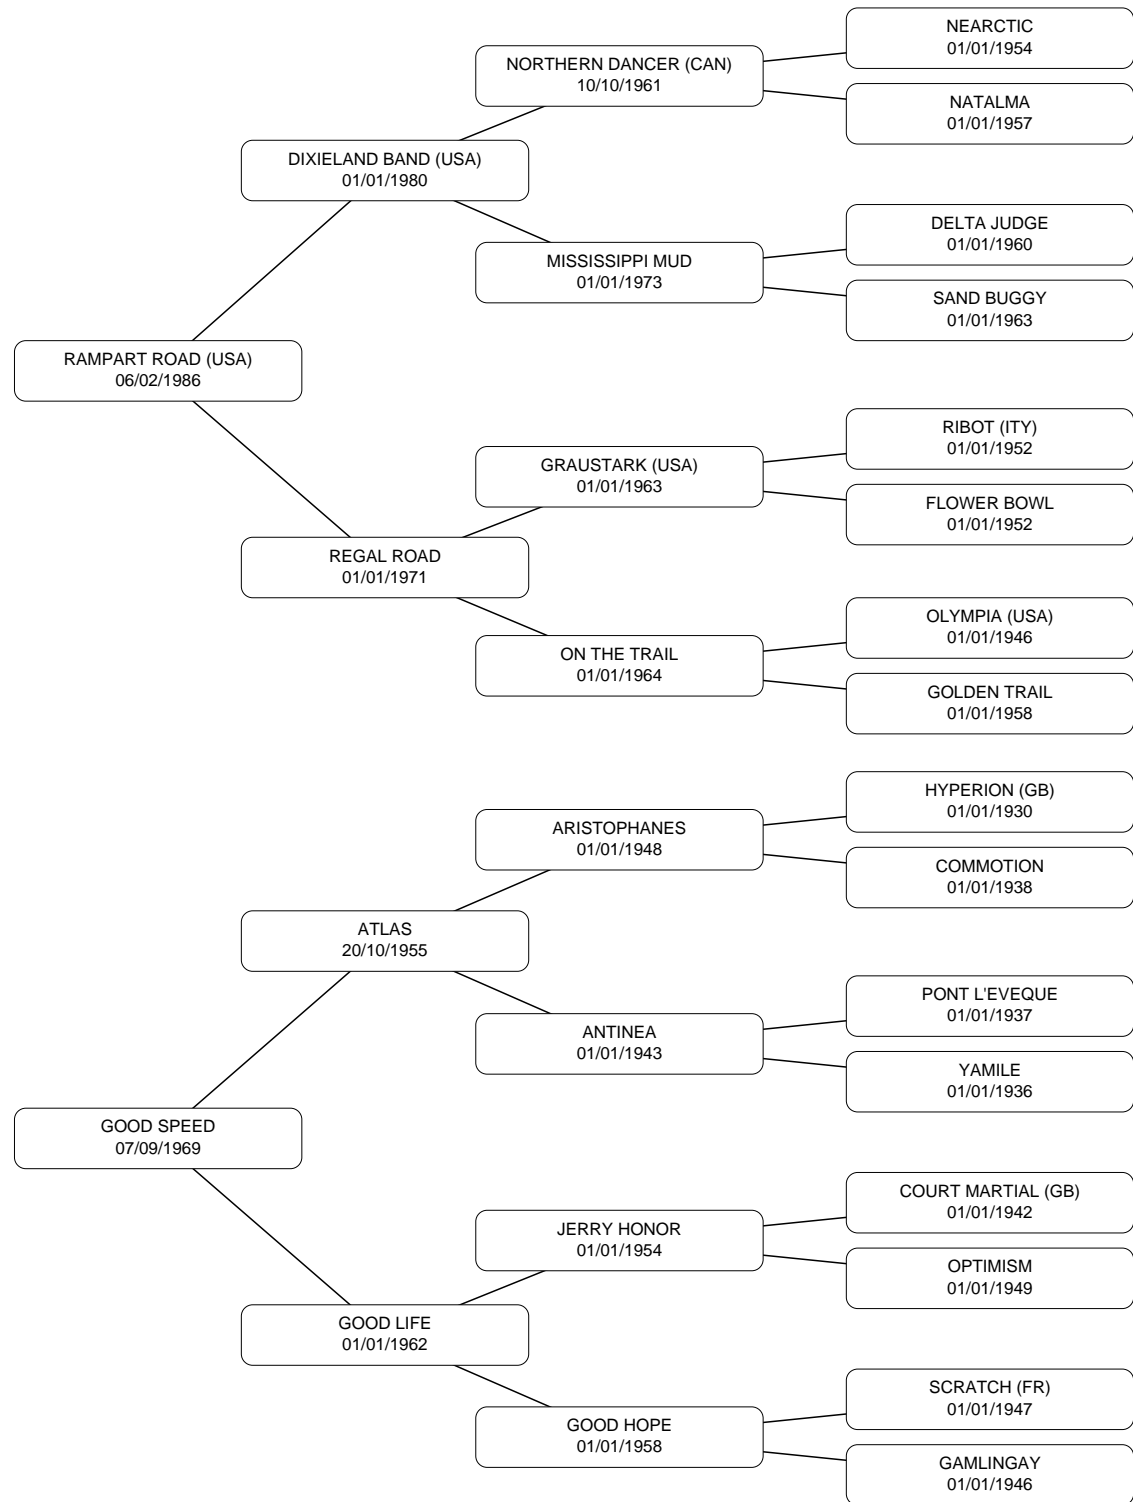 NEARCTIC
01/01/1954
NORTHERN DANCER (CAN)
10/10/1961
NATALMA
01/01/1957
DIXIELAND BAND (USA)
01/01/1980
DELTA JUDGE
01/01/1960
MISSISSIPPI MUD
01/01/1973
SAND BUGGY
01/01/1963
RAMPART ROAD (USA)
06/02/1986
RIBOT (ITY)
01/01/1952
GRAUSTARK (USA)
01/01/1963
FLOWER BOWL
01/01/1952
REGAL ROAD
01/01/1971
OLYMPIA (USA)
01/01/1946
ON THE TRAIL
01/01/1964
GOLDEN TRAIL
01/01/1958
HYPERION (GB)
01/01/1930
ARISTOPHANES
01/01/1948
COMMOTION
01/01/1938
ATLAS
20/10/1955
PONT L'EVEQUE
01/01/1937
ANTINEA
01/01/1943
YAMILE
01/01/1936
GOOD SPEED
07/09/1969
COURT MARTIAL (GB)
01/01/1942
JERRY HONOR
01/01/1954
OPTIMISM
01/01/1949
GOOD LIFE
01/01/1962
SCRATCH (FR)
01/01/1947
GOOD HOPE
01/01/1958
GAMLINGAY
01/01/1946